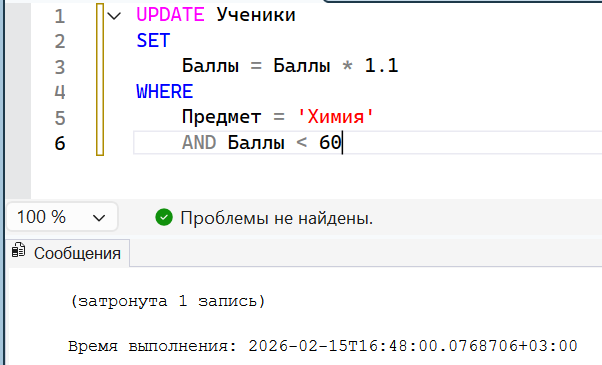 1 UPDATE Ученики
2 SET
3 Баллы = Баллы * 1.1
4 WHERE
5 Предмет = 'Химия'
6 AND Баллы < 60
100 % Проблемы не найдены.
Сообщения
(затронута 1 запись)
Время выполнения: 2026-02-15T16:48:00.0768706+03:00